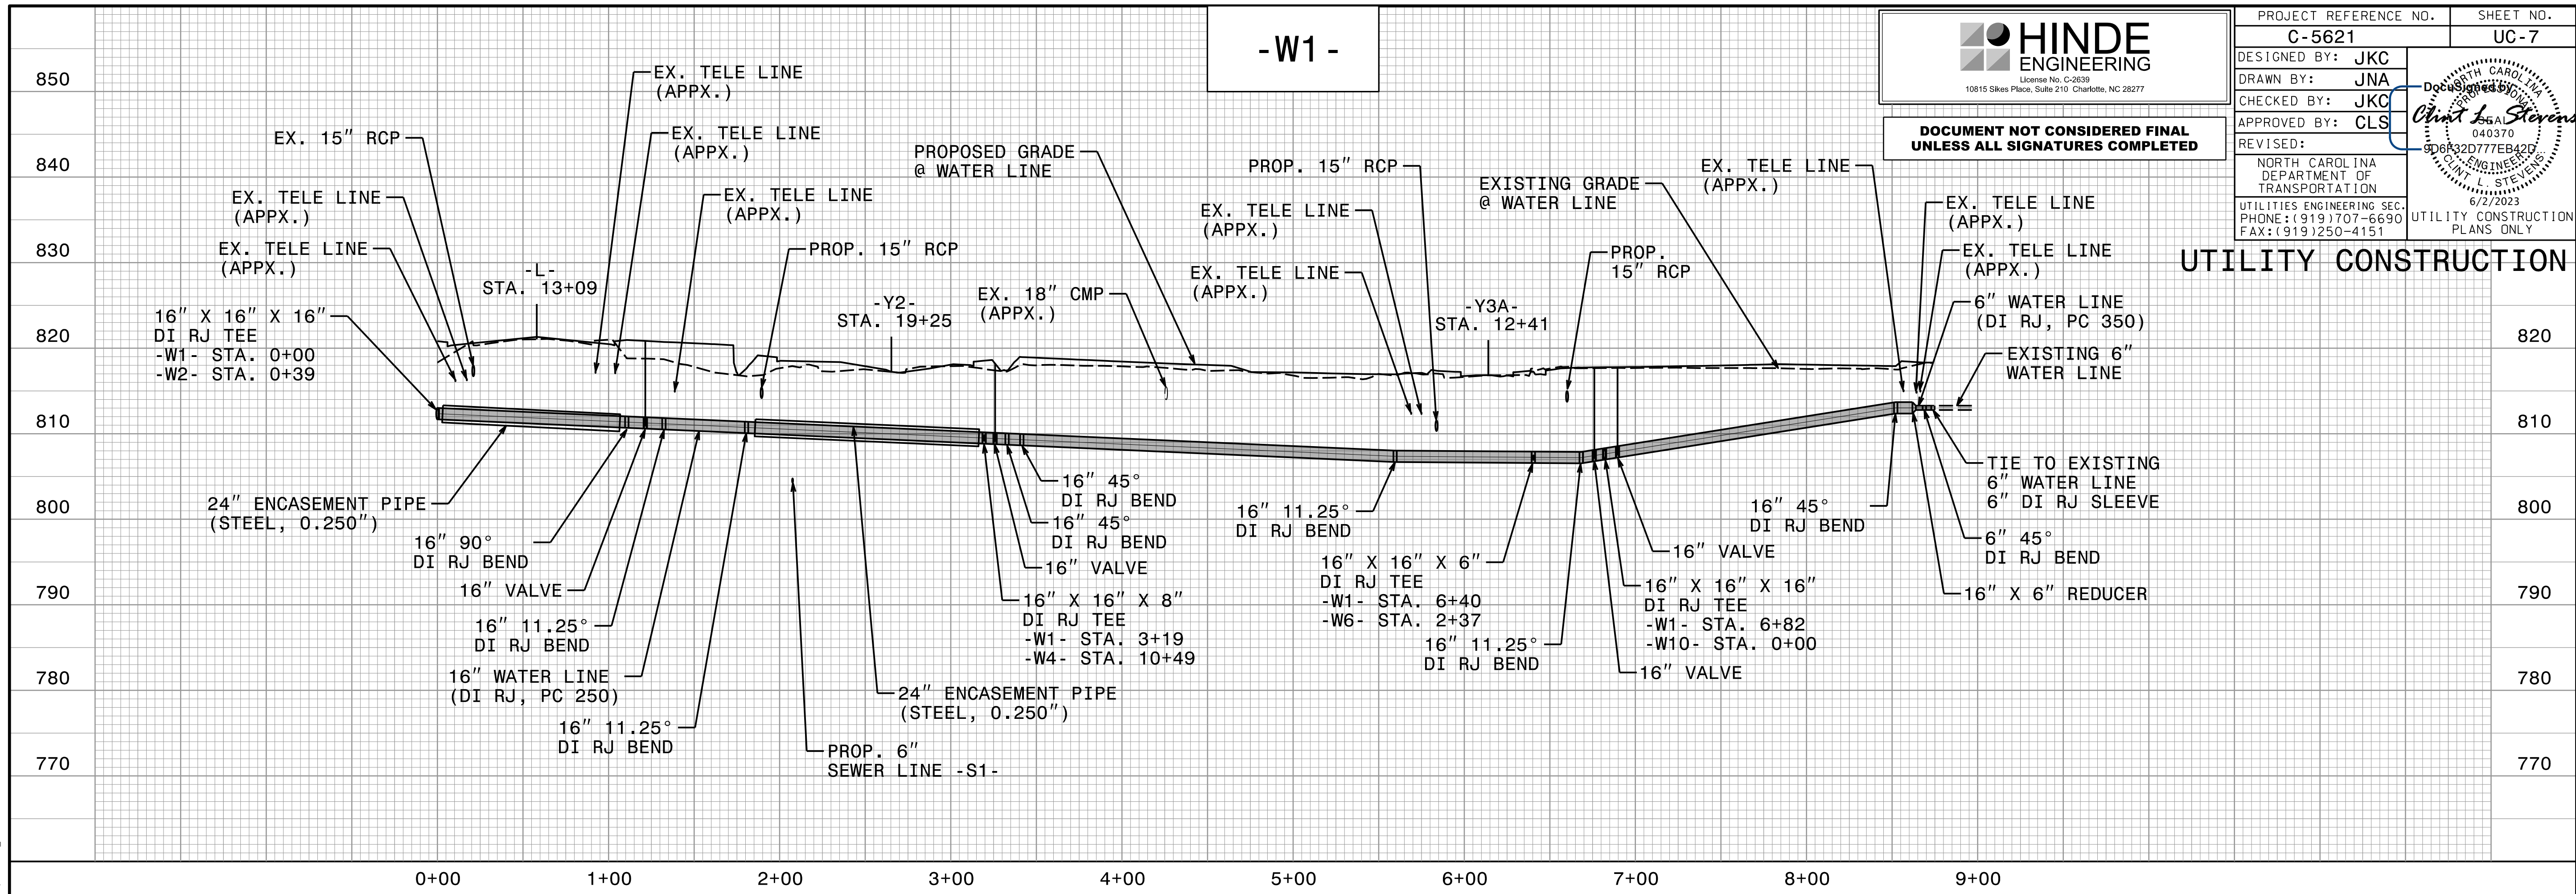 -W1-
HINDE
ENGINEERING
License No. C-2639
10815 Sikes Place, Suite 210 Charlotte, NC 28277
DOCUMENT NOT CONSIDERED FINAL
UNLESS ALL SIGNATURES COMPLETED
PROJECT REFERENCE NO.
SHEET NO.
C-5621
UC-7
DESIGNED BY: JKC
DRAWN BY: JNA
CHECKED BY: JKC
APPROVED BY: CLS
REVISED:
NORTH CAROLINA
DEPARTMENT OF
TRANSPORTATION
UTILITIES ENGINEERING SEC.
PHONE:(919)707-6690
FAX:(919)250-4151
DocuSigned by
NORTH CAROLINA
PROFESSIONAL
Clint L. Stevens
SEAL
040370
9D6F32D777EB42D...
ENGINEER
CLINT L. STEVENS
6/2/2023
UTILITY CONSTRUCTION
PLANS ONLY
UTILITY CONSTRUCTION
850
840
830
820
810
800
790
780
770
EX. TELE LINE
(APPX.)
EX. 15" RCP
EX. TELE LINE
(APPX.)
EX. TELE LINE
(APPX.)
EX. TELE LINE
(APPX.)
EX. TELE LINE
(APPX.)
-L-
STA. 13+09
PROP. 15" RCP
16" X 16" X 16"
DI RJ TEE
-W1- STA. 0+00
-W2- STA. 0+39
-Y2-
STA. 19+25
EX. 18" CMP
(APPX.)
PROPOSED GRADE
@ WATER LINE
PROP. 15" RCP
EX. TELE LINE
(APPX.)
EX. TELE LINE
(APPX.)
-Y3A-
STA. 12+41
EXISTING GRADE
@ WATER LINE
PROP.
15" RCP
EX. TELE LINE
(APPX.)
EX. TELE LINE
(APPX.)
EX. TELE LINE
(APPX.)
6" WATER LINE
(DI RJ, PC 350)
EXISTING 6"
WATER LINE
24" ENCASEMENT PIPE
(STEEL, 0.250")
16" 90°
DI RJ BEND
16" VALVE
16" 11.25°
DI RJ BEND
16" WATER LINE
(DI RJ, PC 250)
16" 11.25°
DI RJ BEND
PROP. 6"
SEWER LINE -S1-
24" ENCASEMENT PIPE
(STEEL, 0.250")
16" 45°
DI RJ BEND
16" 45°
DI RJ BEND
16" VALVE
16" X 16" X 8"
DI RJ TEE
-W1- STA. 3+19
-W4- STA. 10+49
16" 11.25°
DI RJ BEND
16" X 16" X 6"
DI RJ TEE
-W1- STA. 6+40
-W6- STA. 2+37
16" 11.25°
DI RJ BEND
16" VALVE
16" X 16" X 16"
DI RJ TEE
-W1- STA. 6+82
-W10- STA. 0+00
16" VALVE
16" 45°
DI RJ BEND
TIE TO EXISTING
6" WATER LINE
6" DI RJ SLEEVE
6" 45°
DI RJ BEND
16" X 6" REDUCER
820
810
800
790
780
770
0+00
1+00
2+00
3+00
4+00
5+00
6+00
7+00
8+00
9+00